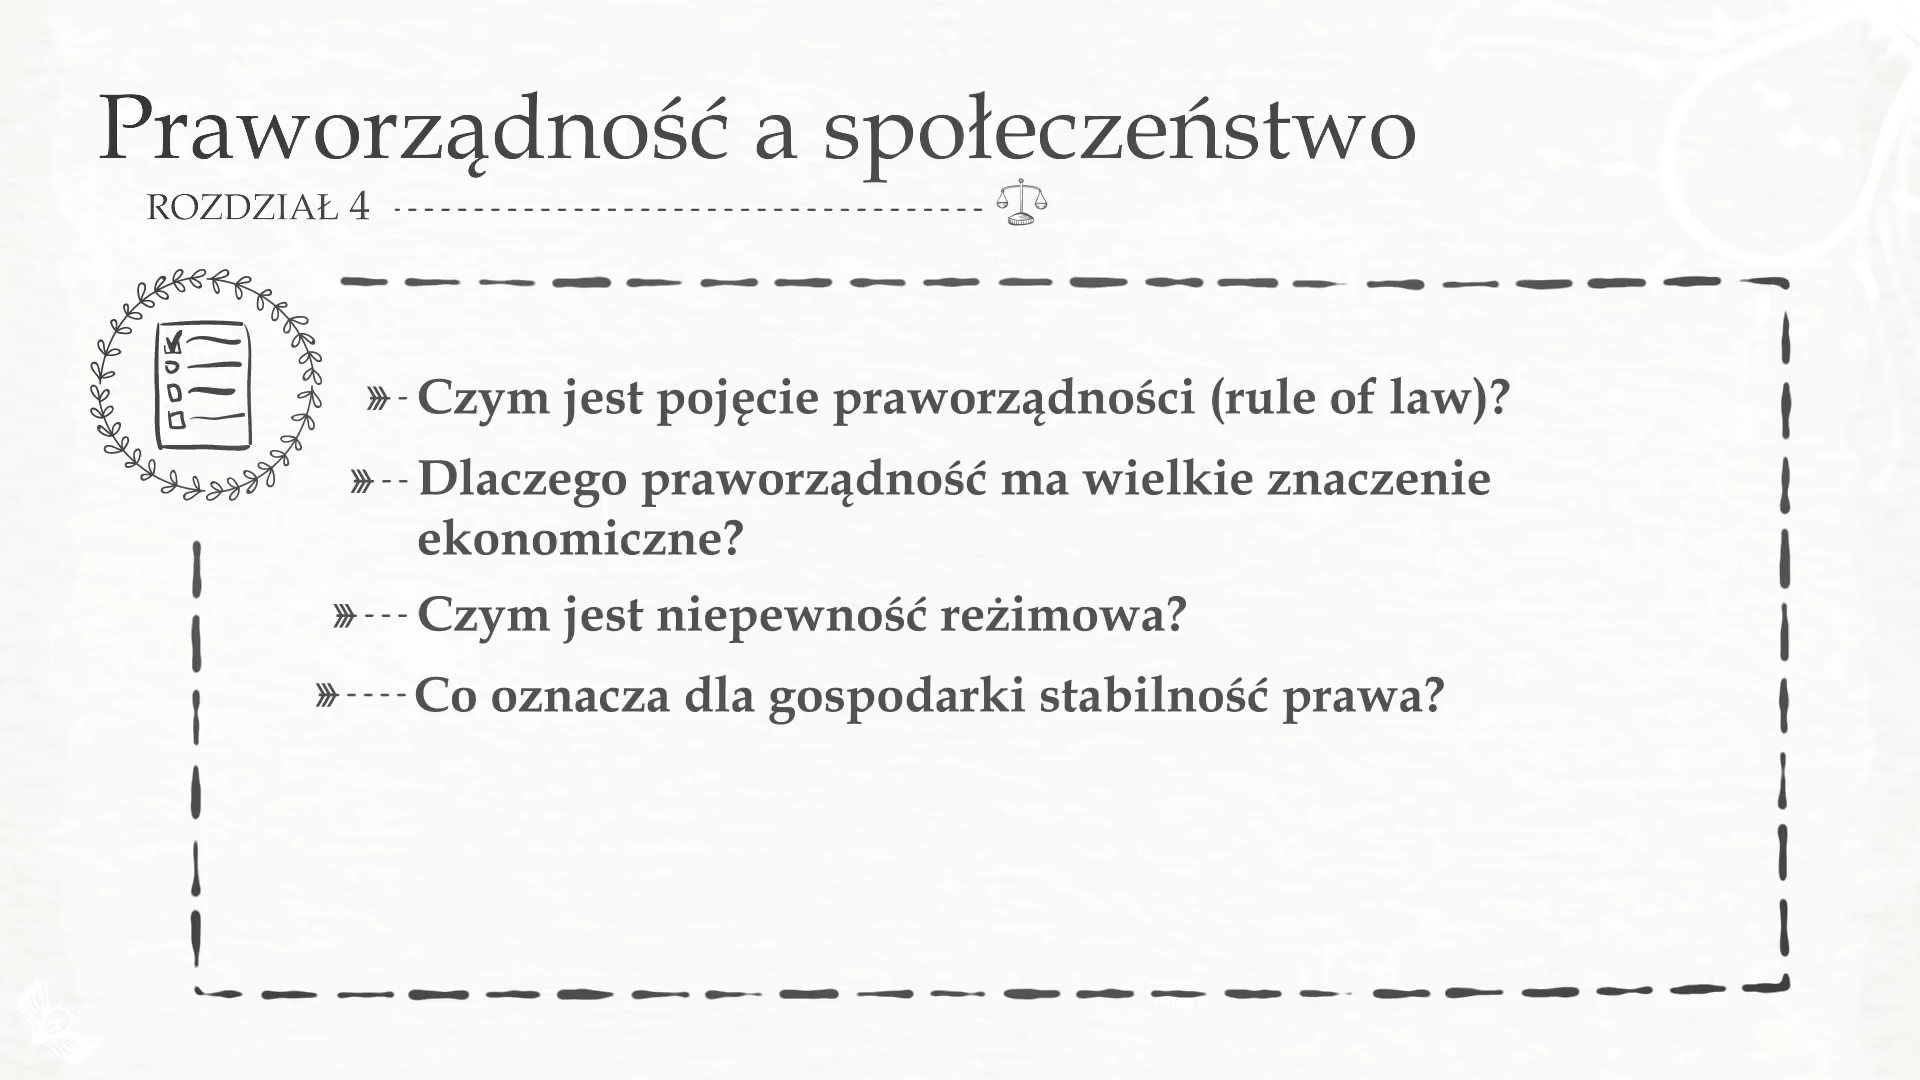 Praworządność a społeczeństwo
ROZDZIAŁ 4
Czym jest pojęcie praworządności (rule of law)?
Dlaczego praworządność ma wielkie znaczenie
ekonomiczne?
Czym jest niepewność reżimowa?
Co oznacza dla gospodarki stabilność prawa?